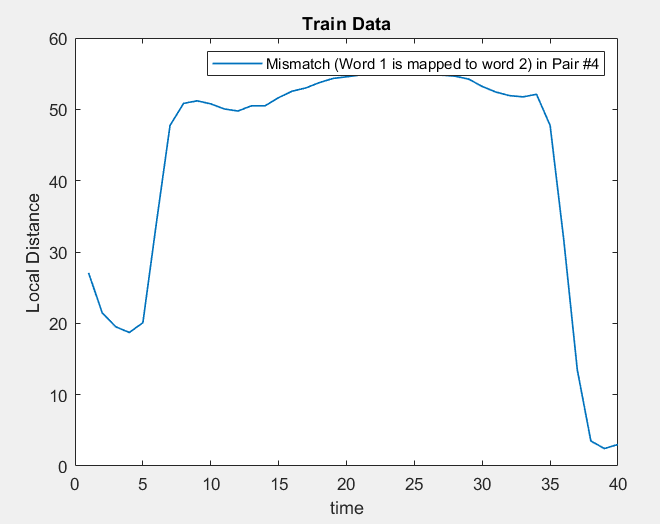 Train Data
Mismatch (Word 1 is mapped to word 2) in Pair #4
Local Distance
60
50
40
30
20
10
0
0 5 10 15 20 25 30 35 40
time